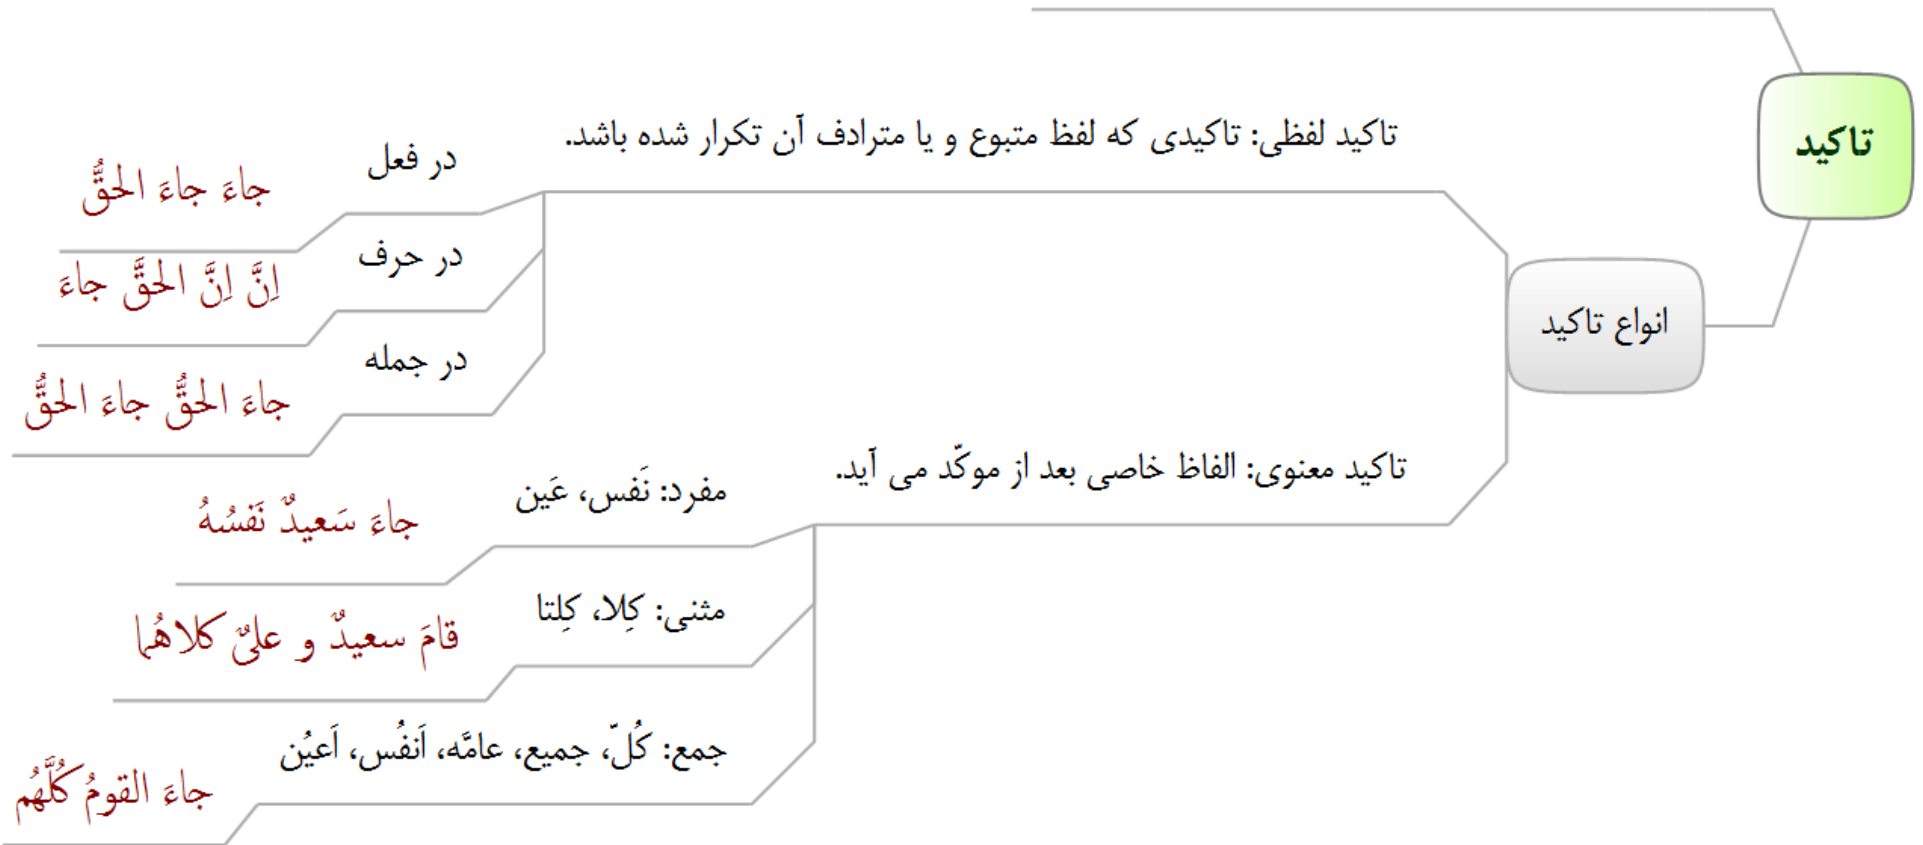 تاکید
انواع تاکید
تاکید لفظی: تاکیدی که لفظ متبوع و یا مترادف آن تکرار شده باشد.
در فعل
جاءَ جاءَ الحقُّ
در حرف
اِنَّ اِنَّ الحقَّ جاءَ
در جمله
جاءَ الحقُّ جاءَ الحقُّ
تاکید معنوی: الفاظ خاصی بعد از موکّد می آید.
مفرد: نَفس، عَین
جاءَ سَعیدٌ نَفسُهُ
مثنی: کِلا، کِلتا
قامَ سعیدٌ و علیٌ کلاهُما
جمع: کُلّ، جمیع، عامَّه، اَنفُس، اَعیُن
جاءَ القومُ کُلَّهُم